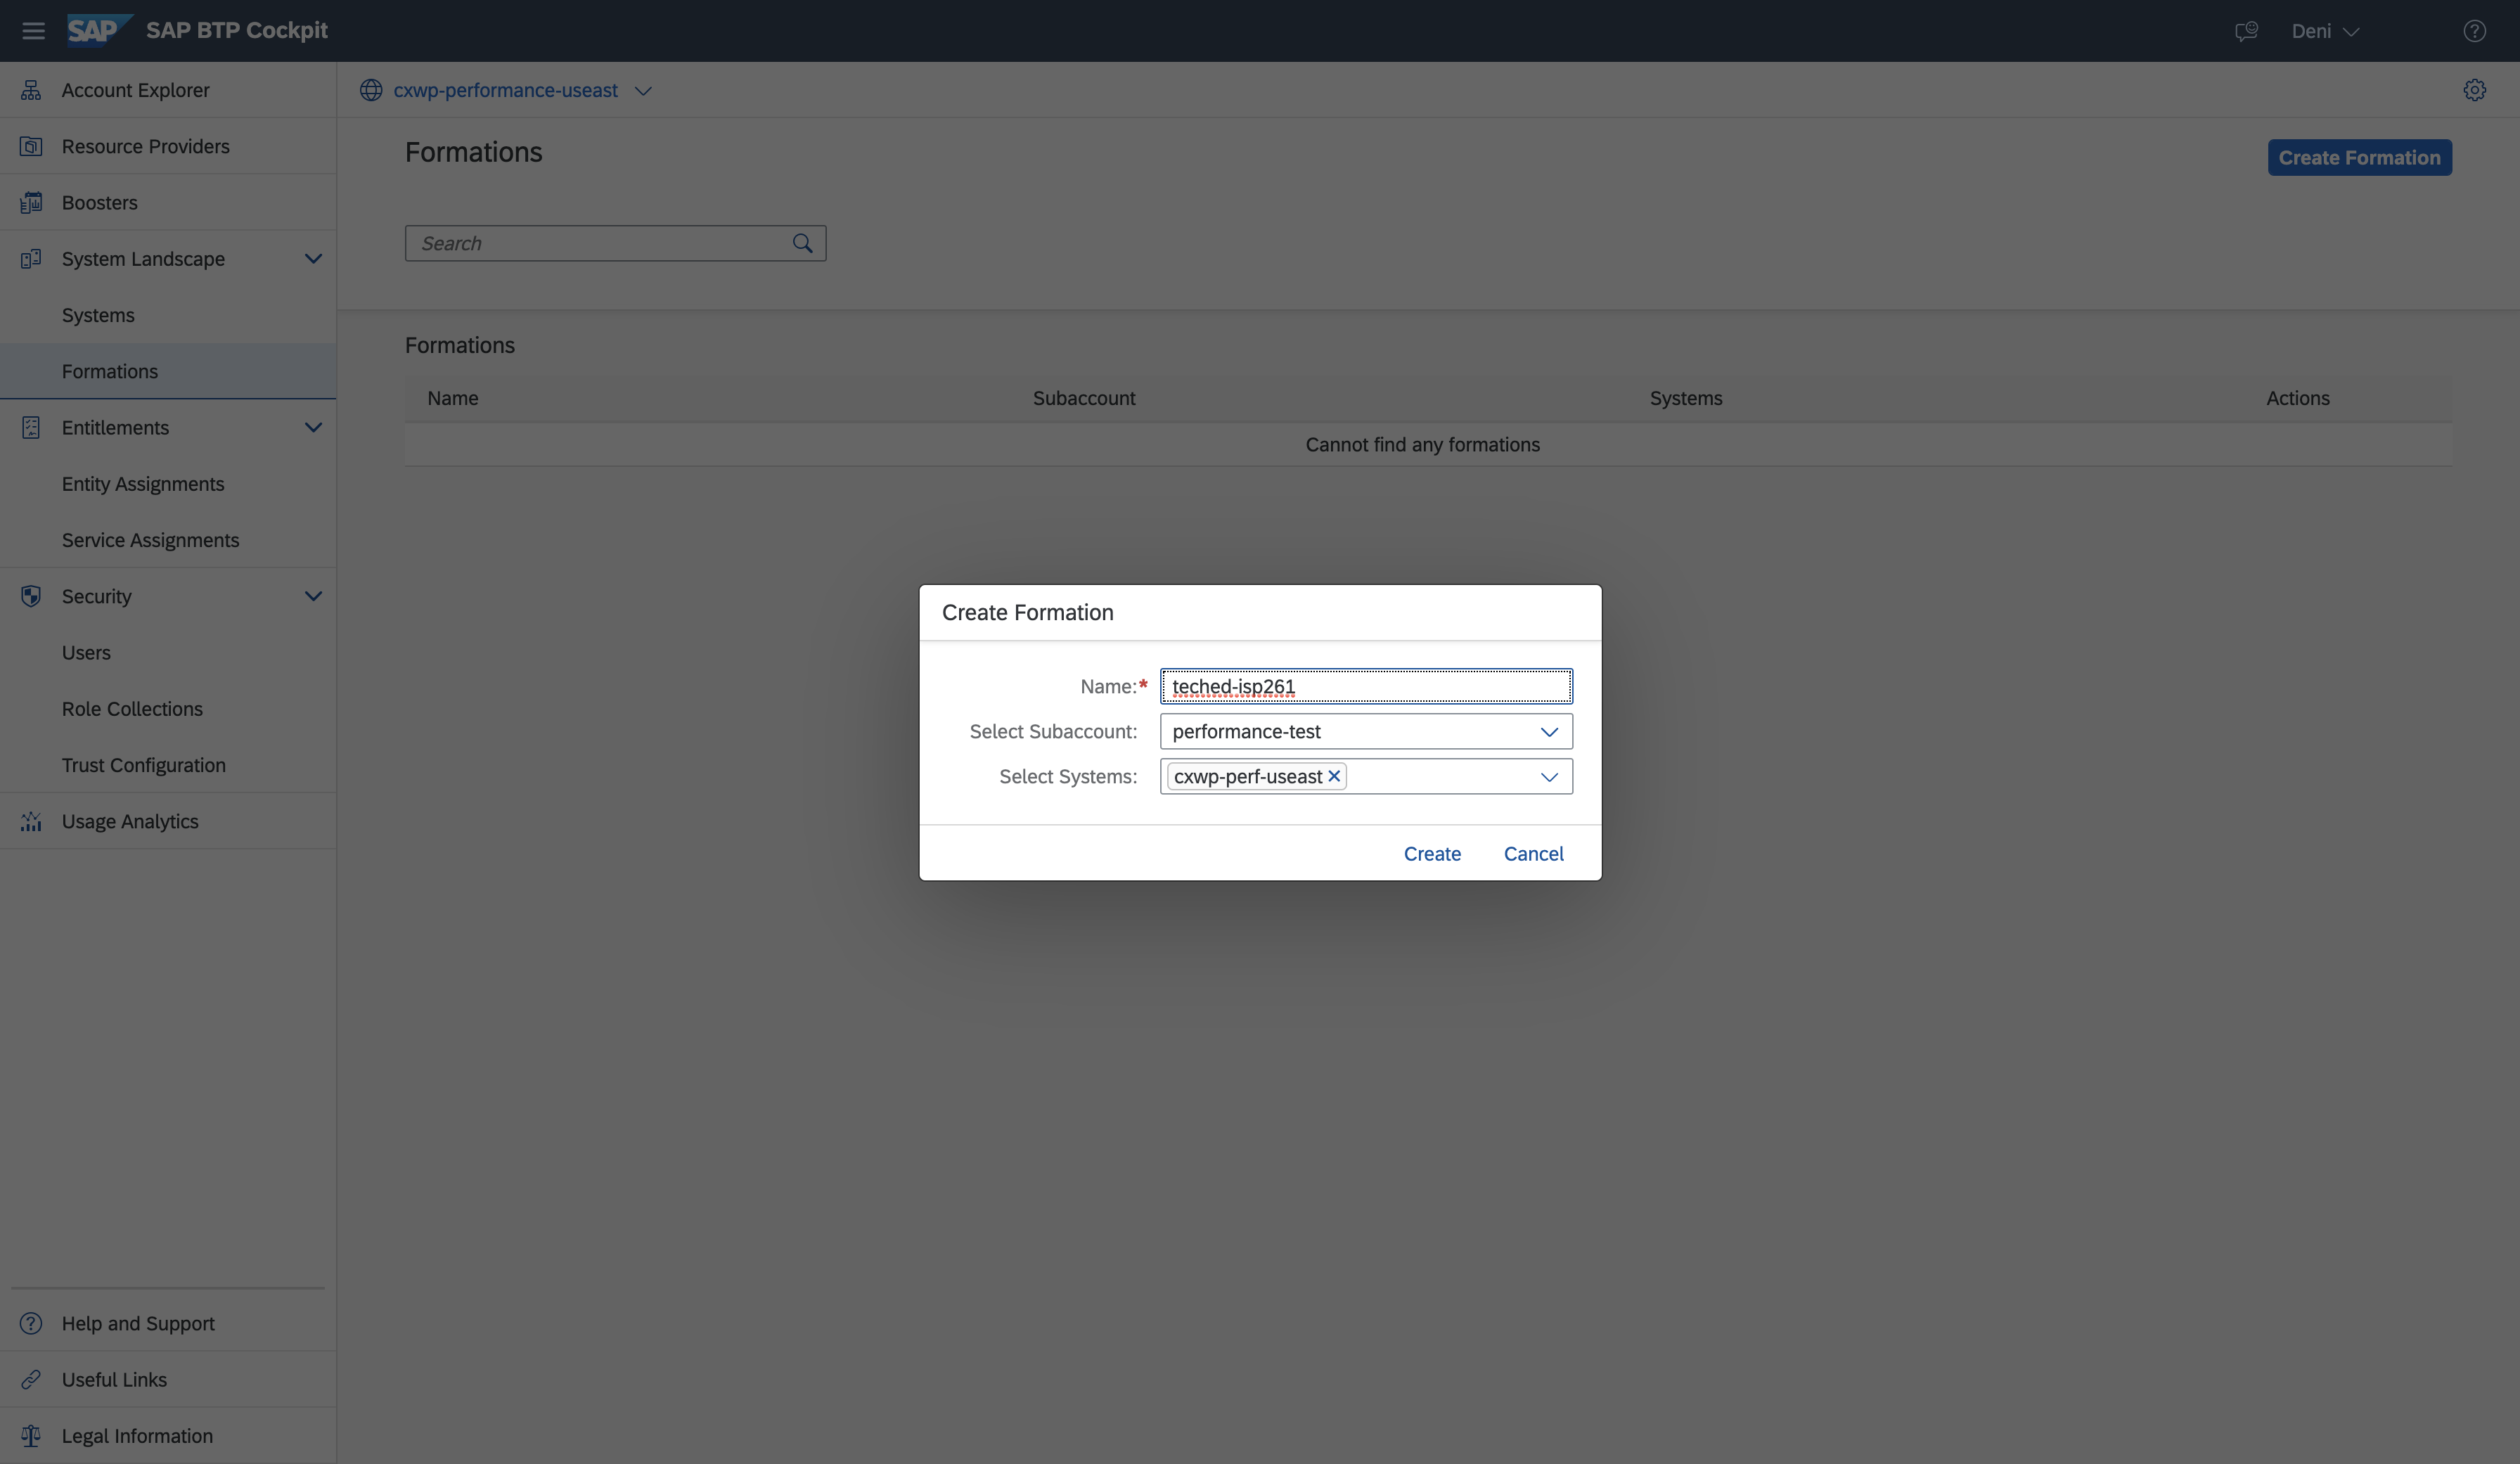 SAP SAP BTP Cockpit
Deni
Account Explorer
Resource Providers
Boosters
System Landscape
Systems
Formations
Entitlements
Entity Assignments
Service Assignments
Security
Users
Role Collections
Trust Configuration
Usage Analytics
Help and Support
Useful Links
Legal Information
cxwp-performance-useast
Formations
Create Formation
Search
Formations
Name Subaccount Systems Actions
Cannot find any formations
Create Formation
Name:* teched-isp261
Select Subaccount: performance-test
Select Systems: cxwp-perf-useast
Create Cancel